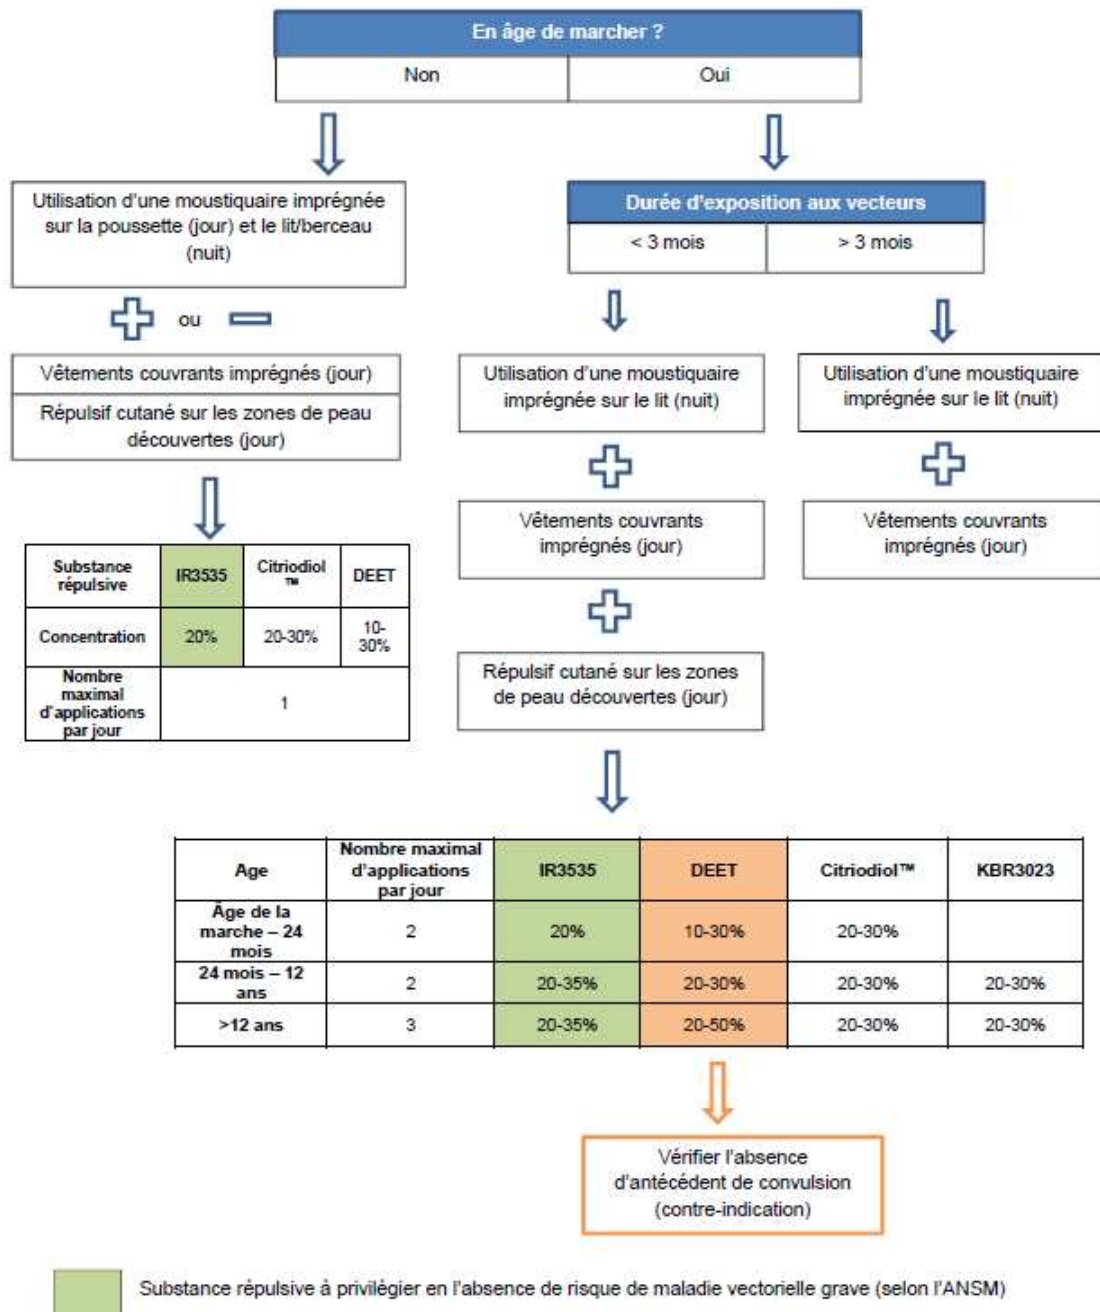 En âge de marcher ?
Non
Oui
Utilisation d'une moustiquaire imprégnée
sur la poussette (jour) et le lit/berceau
(nuit)
ou
Vêtements couvrants imprégnés (jour)
Répulsif cutané sur les zones de peau
découvertes (jour)
Substance
répulsive
IR3535
Citriodiol
™
DEET
Concentration
20%
20-30%
10-
30%
Nombre
maximal
d'applications
par jour
1
Durée d'exposition aux vecteurs
< 3 mois
> 3 mois
Utilisation d'une moustiquaire
imprégnée sur le lit (nuit)
Vêtements couvrants
imprégnés (jour)
Répulsif cutané sur les zones
de peau découvertes (jour)
Utilisation d'une moustiquaire
imprégnée sur le lit (nuit)
Vêtements couvrants
imprégnés (jour)
Age
Nombre maximal
d'applications
par jour
IR3535
DEET
Citriodiol™
KBR3023
Âge de la
marche – 24
mois
2
20%
10-30%
20-30%
24 mois – 12
ans
2
20-35%
20-30%
20-30%
20-30%
>12 ans
3
20-35%
20-50%
20-30%
20-30%
Vérifier l'absence
d'antécédent de convulsion
(contre-indication)
Substance répulsive à privilégier en l'absence de risque de maladie vectorielle grave (selon l'ANSM)